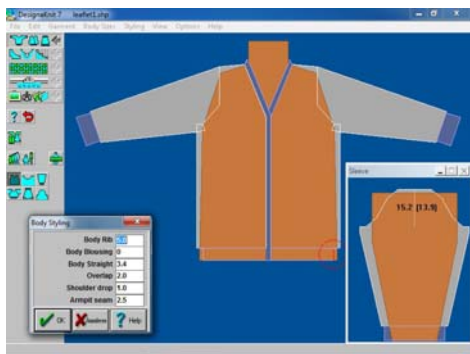 DesignaKnit 7 leaflet1.shp
File Edit Garment Body Sizes Styling View Options Help
Sleeve
15.2 (13.9)
Body Styling
Body Rib
Body Blousing 0
Body Straight 3.4
Overlap 2.0
Shoulder drop 1.0
Armpit seam 2.5
OK
? Help